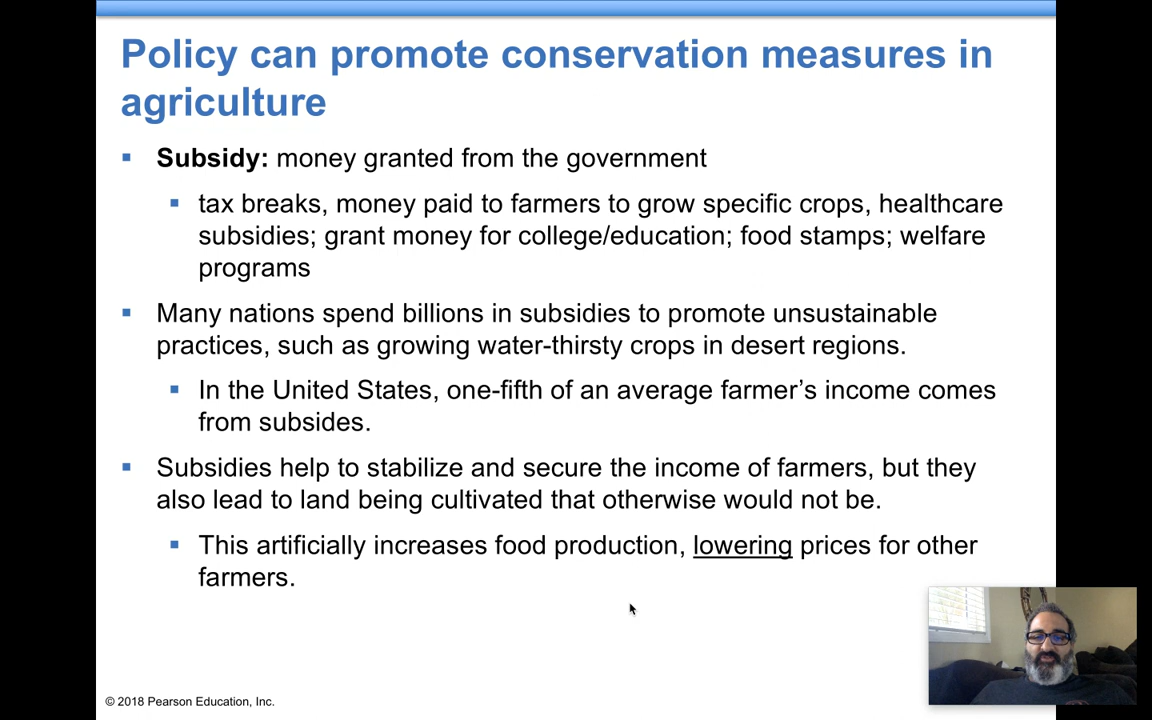 Policy can promote conservation measures in
agriculture
Subsidy: money granted from the government
tax breaks, money paid to farmers to grow specific crops, healthcare
subsidies; grant money for college/education; food stamps; welfare
programs
Many nations spend billions in subsidies to promote unsustainable
practices, such as growing water-thirsty crops in desert regions.
In the United States, one-fifth of an average farmer’s income comes
from subsides.
Subsidies help to stabilize and secure the income of farmers, but they
also lead to land being cultivated that otherwise would not be.
This artificially increases food production, lowering prices for other
farmers.
© 2018 Pearson Education, Inc.